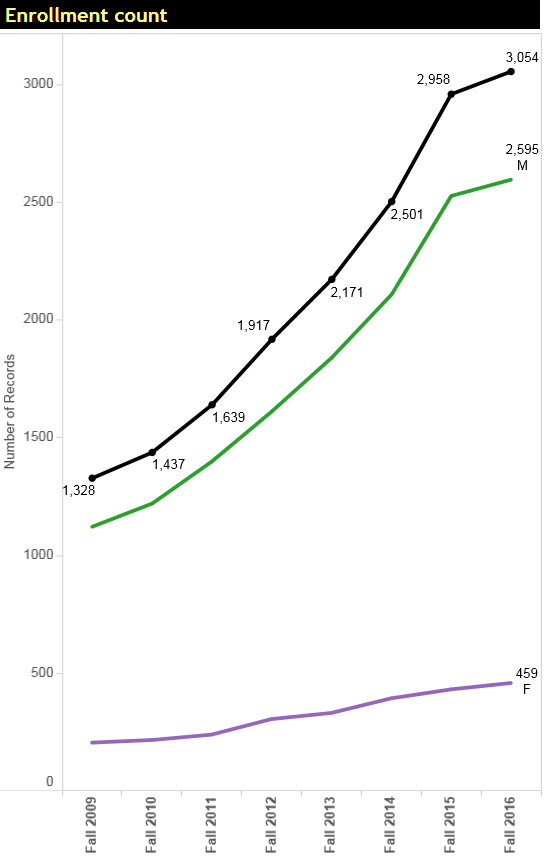 Enrollment count
3,054
3000
2,958
2,595
M
2500
2,501
2,171
2000
1,917
Number of Records
1,639
1500
1,437
1,328
1000
500
459
F
0
Fall 2009
Fall 2010
Fall 2011
Fall 2012
Fall 2013
Fall 2014
Fall 2015
Fall 2016